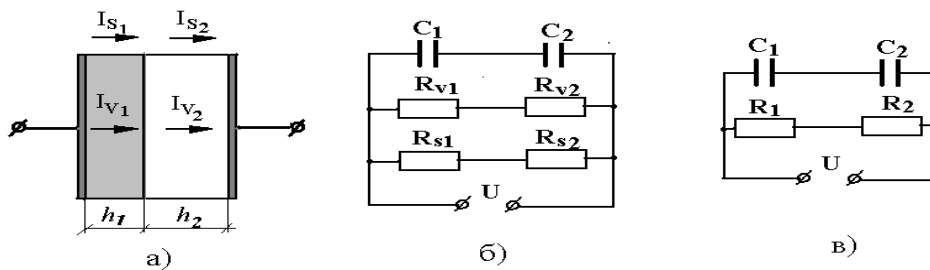 I_S1 I_S2
I_V1 I_V2
h_1 h_2
а)
C_1 C_2
R_v1 R_v2
R_s1 R_s2
U
б)
C_1 C_2
R_1 R_2
U
в)